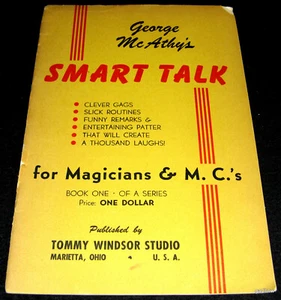 George
McAthy's
SMART TALK
• CLEVER GAGS
• SLICK ROUTINES
• FUNNY REMARKS &
• ENTERTAINING PATTER
• THAT WILL CREATE
• A THOUSAND LAUGHS!
for Magicians & M. C.'s
BOOK ONE - OF A SERIES
Price: ONE DOLLAR
Published by
TOMMY WINDSOR STUDIO
MARIETTA, OHIO • U. S. A.